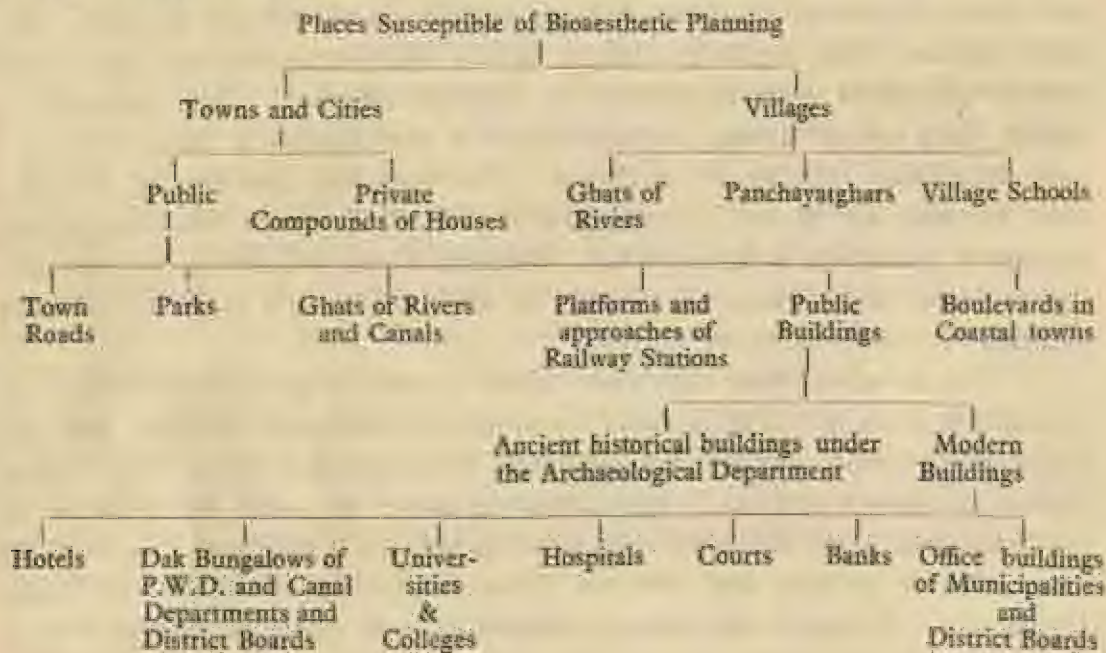 Places Susceptible of Bioaesthetic Planning
Towns and Cities
Villages
Public
Private
Compounds of Houses
Ghats of
Rivers
Panchayatghars
Village Schools
Town
Roads
Parks
Ghats of Rivers
and Canals
Platforms and
approaches of
Railway Stations
Public
Buildings
Boulevards in
Coastal towns
Ancient historical buildings under
the Archaeological Department
Modern
Buildings
Hotels
Dak Bungalows of
P.W.D. and Canal
Departments and
District Boards
Univer-
sities
&
Colleges
Hospitals
Courts
Banks
Office buildings
of Municipalities
and
District Boards